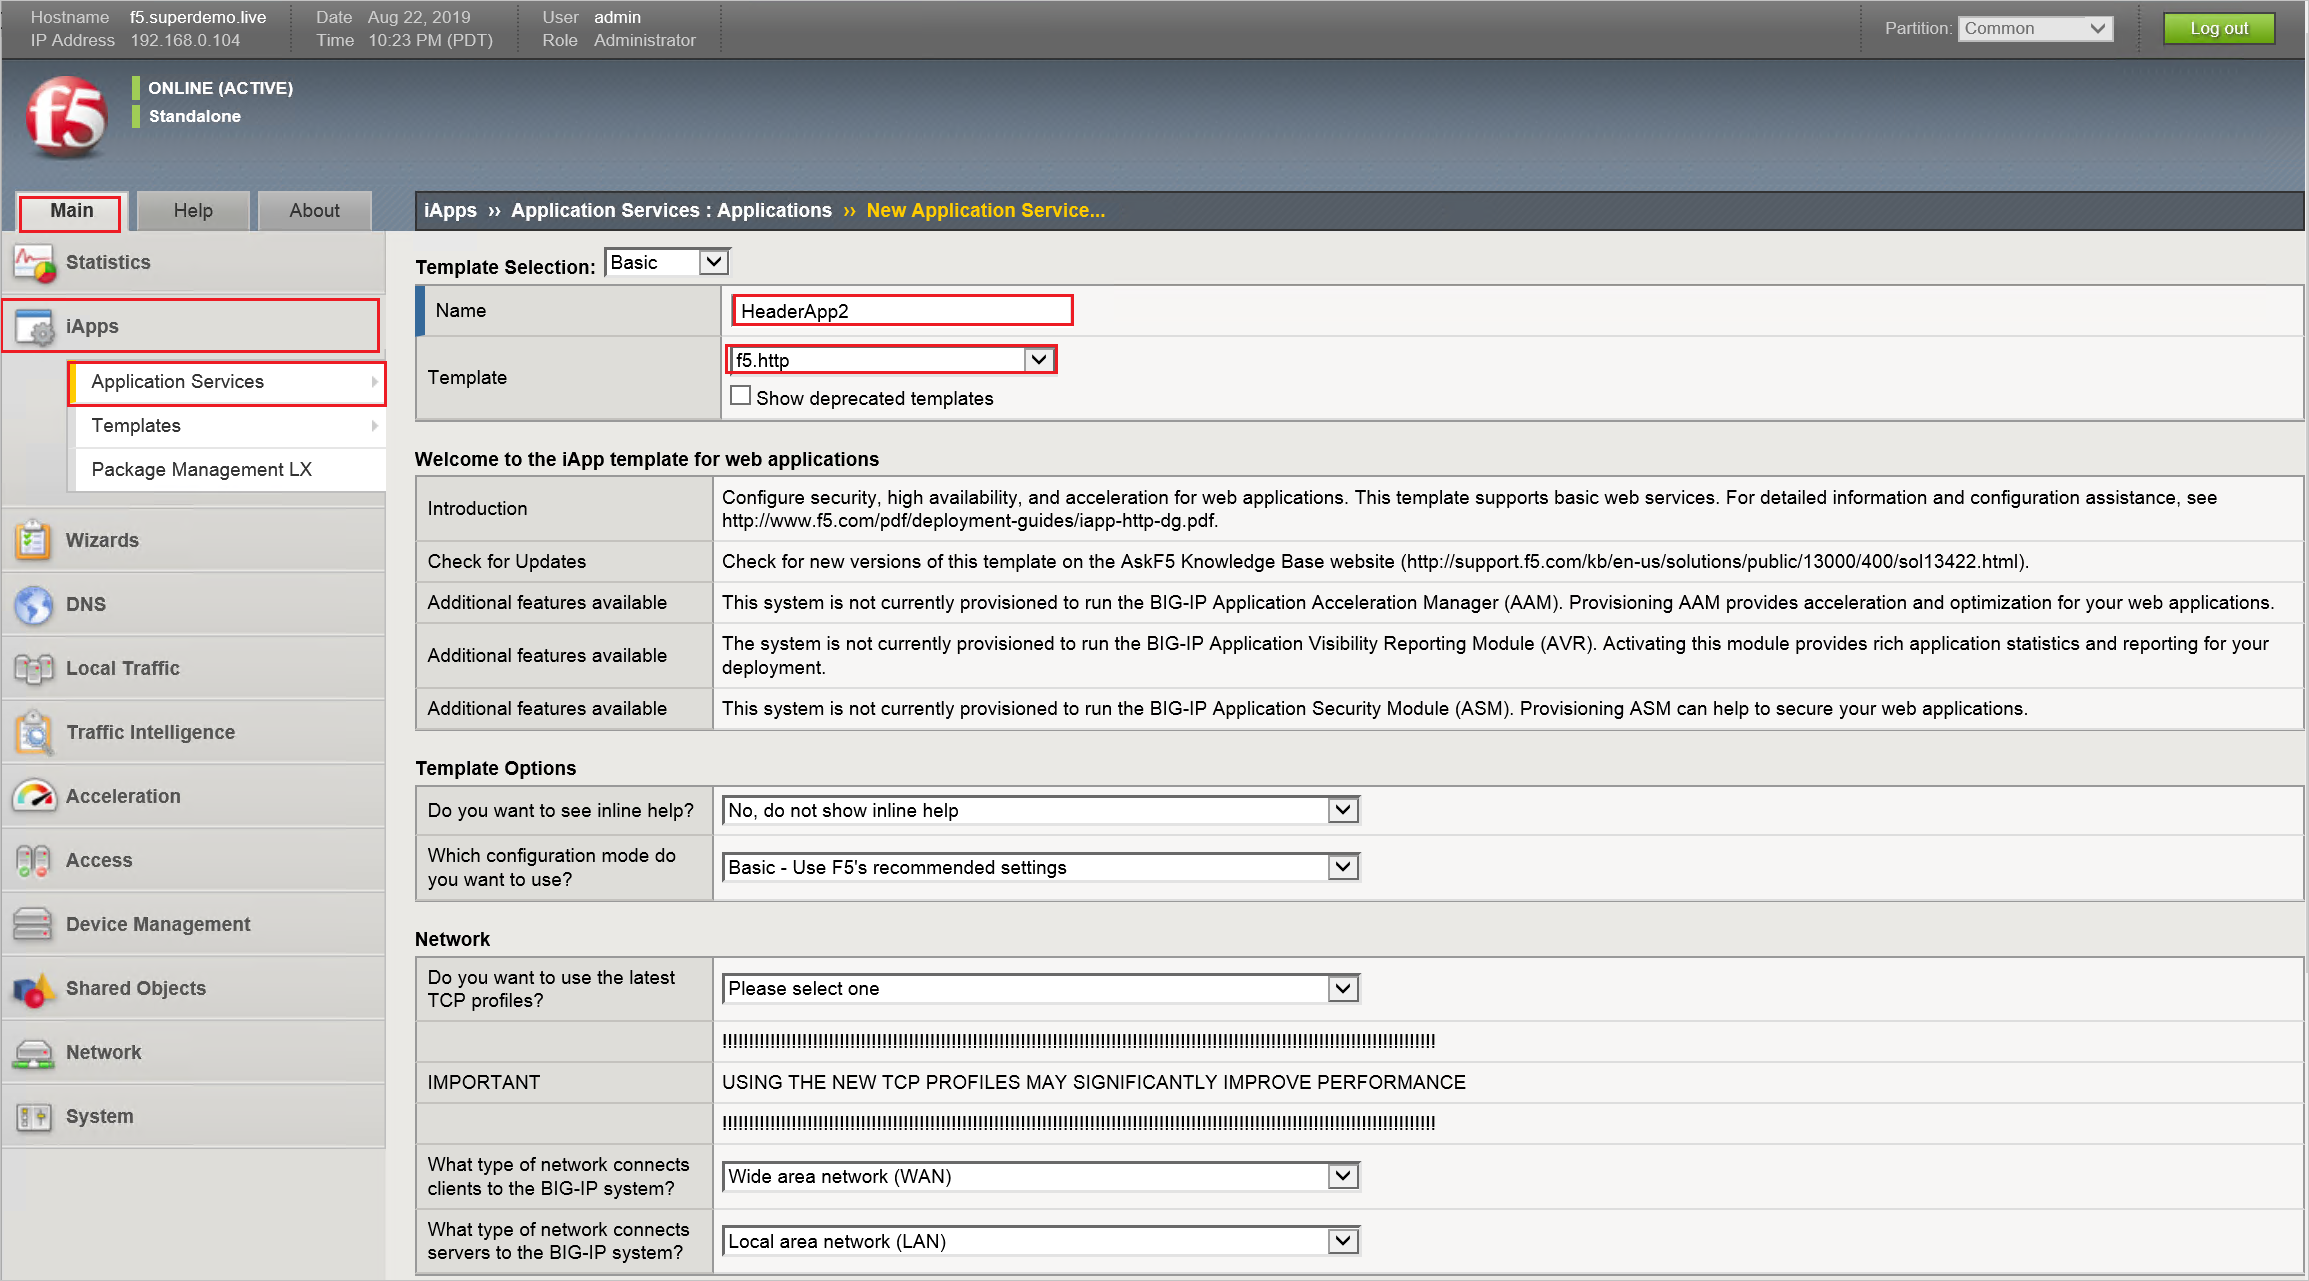 Hostname f5.superdemo.live
IP Address 192.168.0.104
Date Aug 22, 2019
Time 10:23 PM (PDT)
User admin
Role Administrator
Partition: Common
Log out
f5
ONLINE (ACTIVE)
Standalone
Main
Help
About
iApps ›› Application Services : Applications ›› New Application Service...
Statistics
iApps
Application Services
Templates
Package Management LX
Wizards
DNS
Local Traffic
Traffic Intelligence
Acceleration
Access
Device Management
Shared Objects
Network
System
Template Selection: Basic
Name HeaderApp2
Template f5.http
Show deprecated templates
Welcome to the iApp template for web applications
Introduction
Configure security, high availability, and acceleration for web applications. This template supports basic web services. For detailed information and configuration assistance, see
http://www.f5.com/pdf/deployment-guides/iapp-http-dg.pdf.
Check for Updates
Check for new versions of this template on the AskF5 Knowledge Base website (http://support.f5.com/kb/en-us/solutions/public/13000/400/sol13422.html).
Additional features available
This system is not currently provisioned to run the BIG-IP Application Acceleration Manager (AAM). Provisioning AAM provides acceleration and optimization for your web applications.
Additional features available
The system is not currently provisioned to run the BIG-IP Application Visibility Reporting Module (AVR). Activating this module provides rich application statistics and reporting for your
deployment.
Additional features available
This system is not currently provisioned to run the BIG-IP Application Security Module (ASM). Provisioning ASM can help to secure your web applications.
Template Options
Do you want to see inline help?
No, do not show inline help
Which configuration mode do
you want to use?
Basic - Use F5's recommended settings
Network
Do you want to use the latest
TCP profiles?
Please select one
!!!!!!!!!!!!!!!!!!!!!!!!!!!!!!!!!!!!!!!!!!!!!!!!!!!!!!!!!!!!!!!!!!!!!!!!!!!!!!!!!!!!!!!!!!!!!!!!!!!!!!!!!!!!!!!!!!!!!!!!!!!!!!!!!!!!!!!
IMPORTANT
USING THE NEW TCP PROFILES MAY SIGNIFICANTLY IMPROVE PERFORMANCE
!!!!!!!!!!!!!!!!!!!!!!!!!!!!!!!!!!!!!!!!!!!!!!!!!!!!!!!!!!!!!!!!!!!!!!!!!!!!!!!!!!!!!!!!!!!!!!!!!!!!!!!!!!!!!!!!!!!!!!!!!!!!!!!!!!!!!!!
What type of network connects
clients to the BIG-IP system?
Wide area network (WAN)
What type of network connects
servers to the BIG-IP system?
Local area network (LAN)